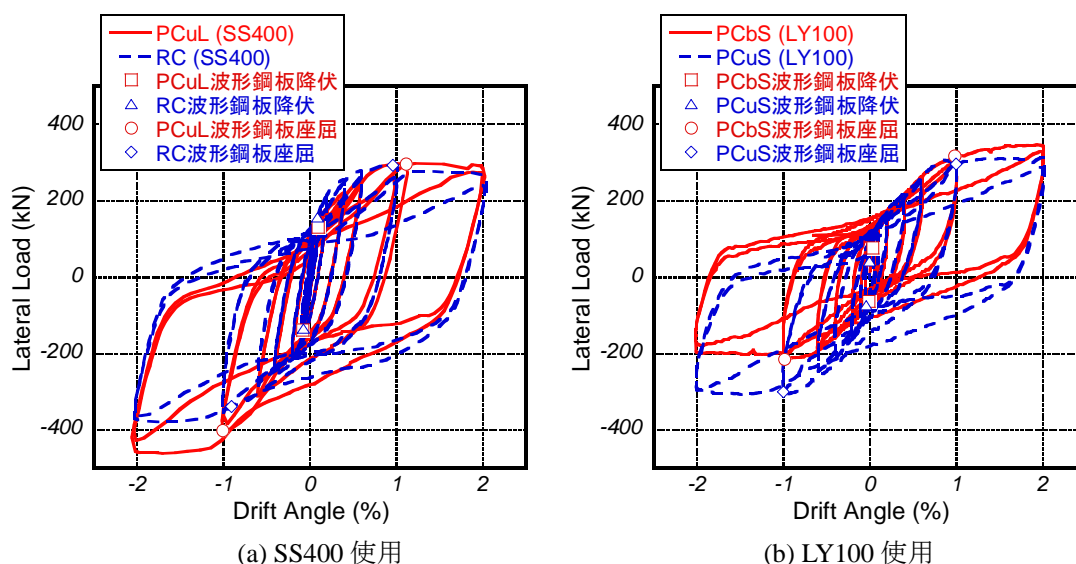 PCuL (SS400)
RC (SS400)
PCuL波形鋼板降伏
RC波形鋼板降伏
PCuL波形鋼板座屈
RC波形鋼板座屈
400
200
0
-200
-400
Lateral Load (kN)
-2 -1 0 1 2
Drift Angle (%)
(a) SS400 使用
PCbS (LY100)
PCuS (LY100)
PCbS波形鋼板降伏
PCuS波形鋼板降伏
PCbS波形鋼板座屈
PCuS波形鋼板座屈
400
200
0
-200
-400
Lateral Load (kN)
-2 -1 0 1 2
Drift Angle (%)
(b) LY100 使用